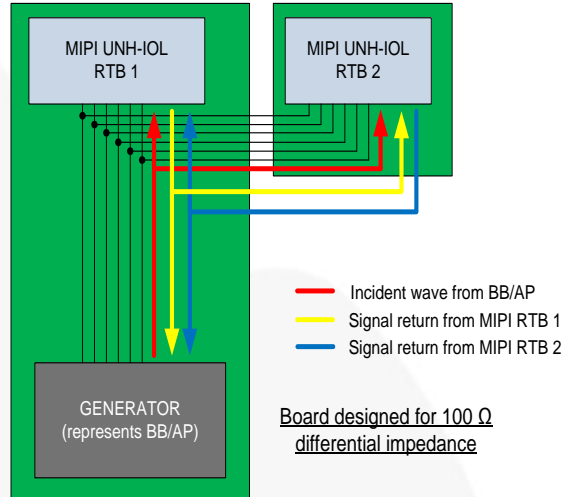 MIPI UNH-IOL
RTB 1
MIPI UNH-IOL
RTB 2
Incident wave from BB/AP
Signal return from MIPI RTB 1
Signal return from MIPI RTB 2
GENERATOR
(represents BB/AP)
Board designed for 100 Ω
differential impedance